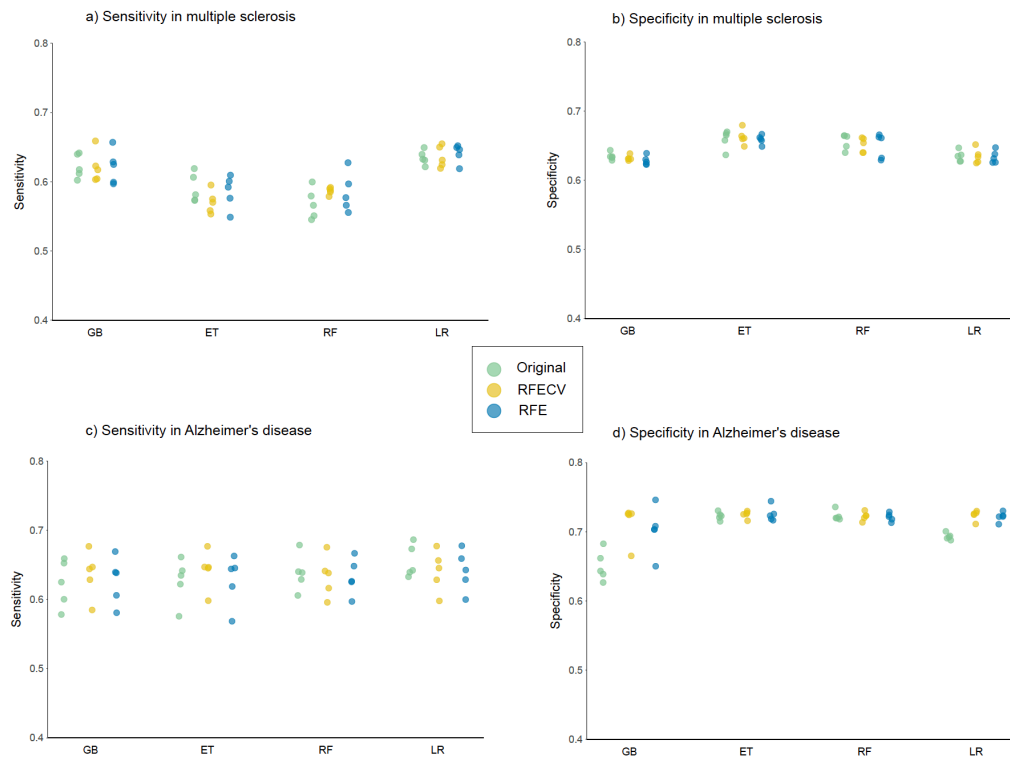 a) Sensitivity in multiple sclerosis
0.8
0.7
0.6
0.5
0.4
Sensitivity
GB ET RF LR
b) Specificity in multiple sclerosis
0.8
0.7
0.6
0.5
0.4
Specificity
GB ET RF LR
Original
RFECV
RFE
c) Sensitivity in Alzheimer's disease
0.8
0.7
0.6
0.5
0.4
Sensitivity
GB ET RF LR
d) Specificity in Alzheimer's disease
0.8
0.7
0.6
0.5
0.4
Specificity
GB ET RF LR